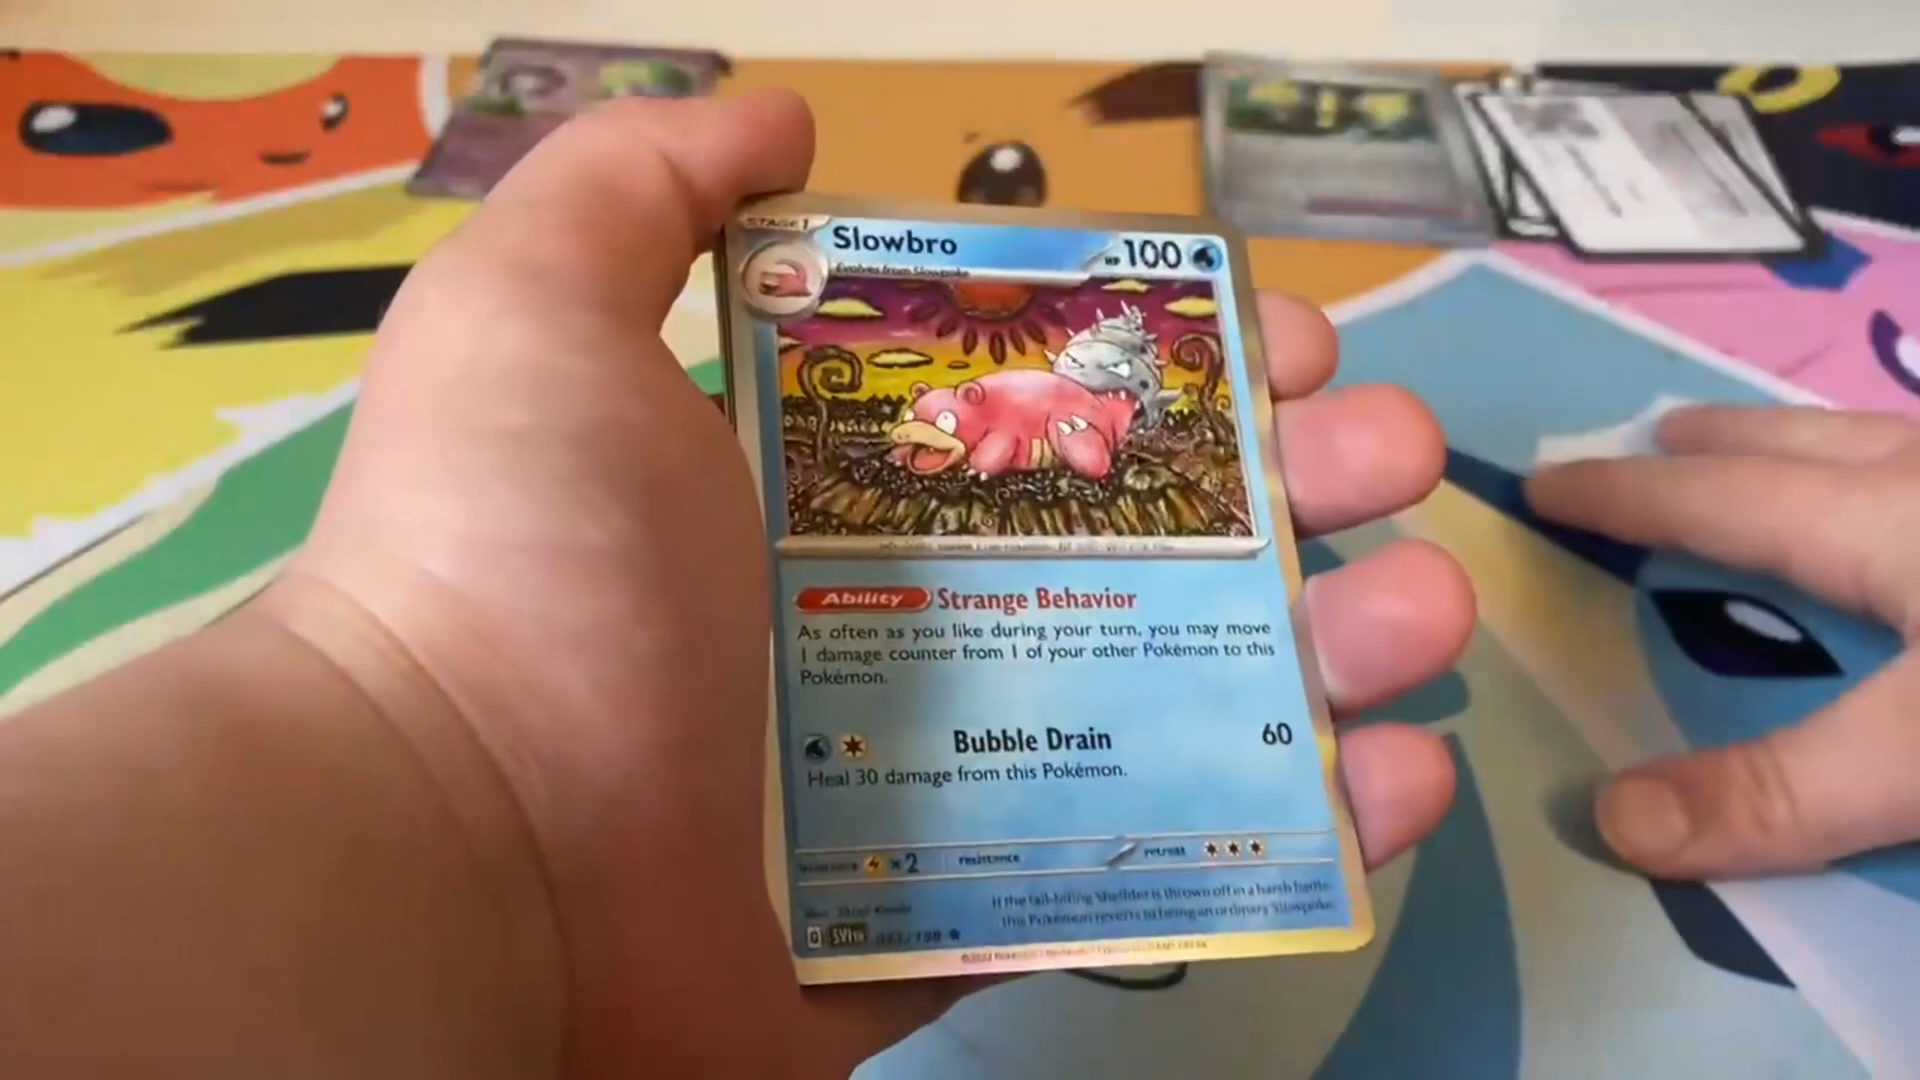 STAGE 1
Slowbro
HP 100
Evolves from Slowpoke
Ability Strange Behavior
As often as you like during your turn, you may move
1 damage counter from 1 of your other Pokémon to this
Pokémon.
Bubble Drain 60
Heal 30 damage from this Pokémon.
weakness ×2 resistance retreat
If the tail-biting Shellder is thrown off in a harsh battle,
this Pokémon reverts to being an ordinary Slowpoke.